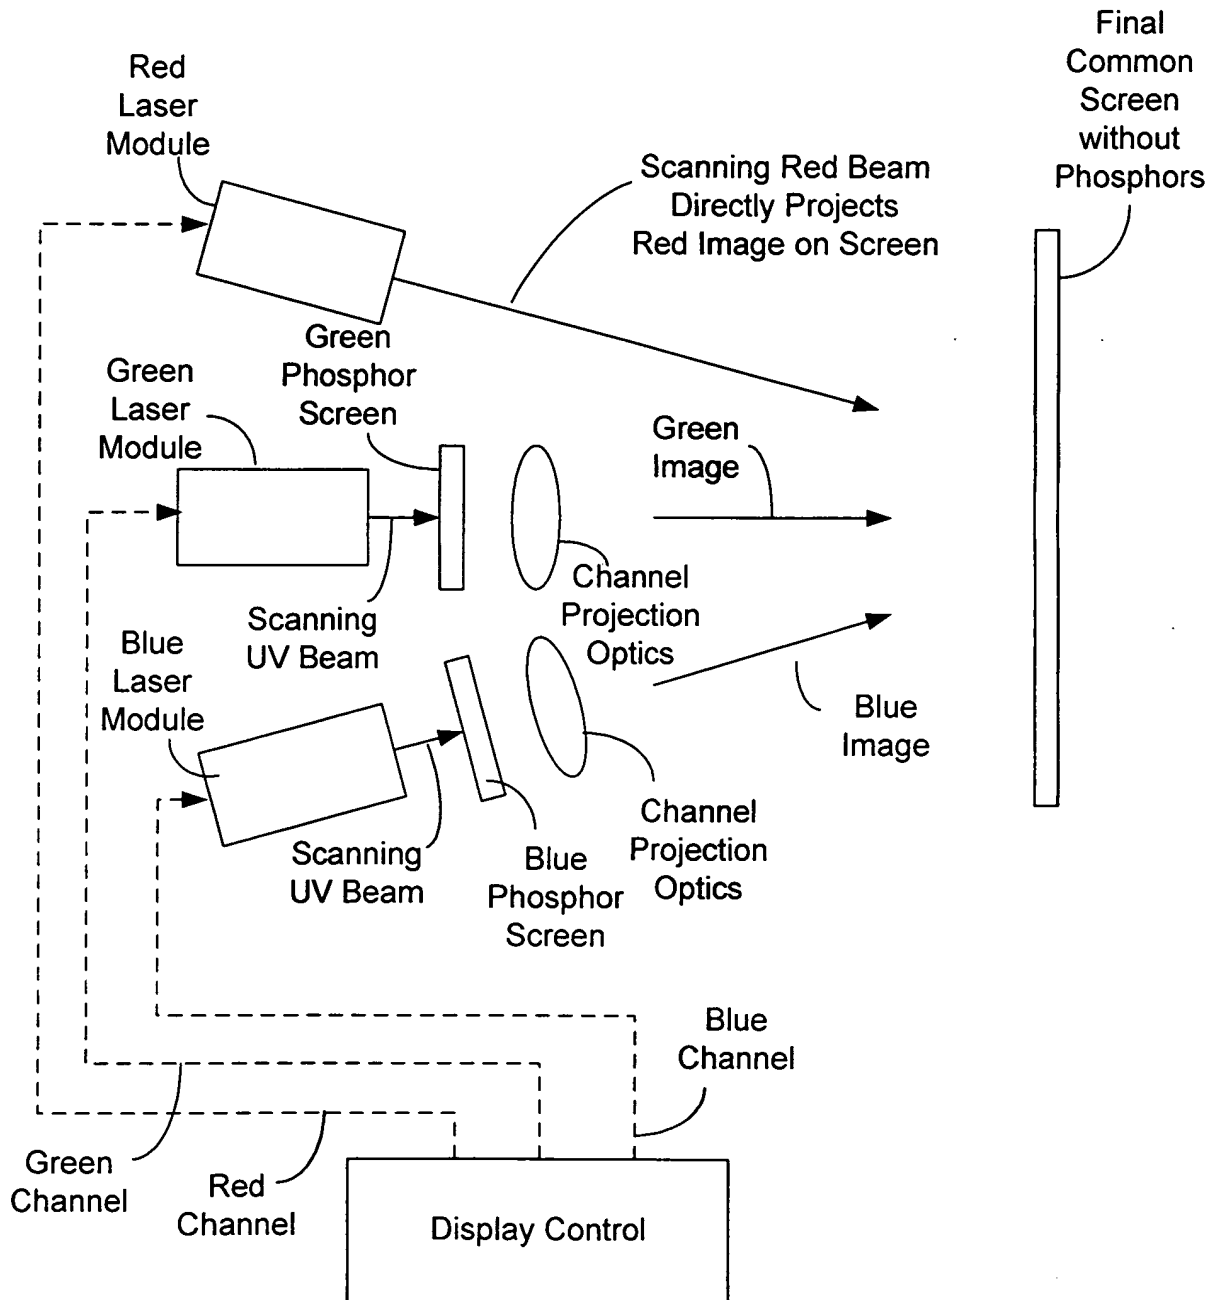 Final
Common
Screen
without
Phosphors
Red
Laser
Module
Scanning Red Beam
Directly Projects
Red Image on Screen
Green
Phosphor
Screen
Green
Laser
Module
Green
Image
Channel
Projection
Optics
Scanning
UV Beam
Blue
Laser
Module
Blue
Image
Channel
Projection
Optics
Scanning
UV Beam
Blue
Phosphor
Screen
Blue
Channel
Green
Channel
Red
Channel
Display Control